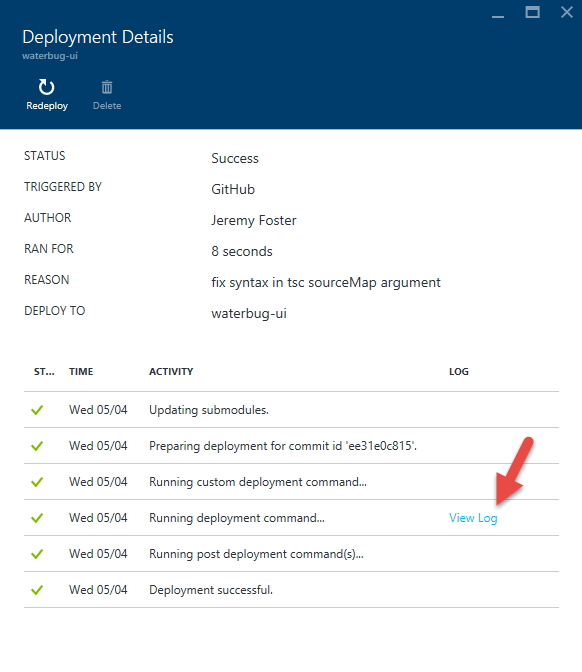 Deployment Details
waterbug-ui
Redeploy Delete
STATUS Success
TRIGGERED BY GitHub
AUTHOR Jeremy Foster
RAN FOR 8 seconds
REASON fix syntax in tsc sourceMap argument
DEPLOY TO waterbug-ui
ST... TIME ACTIVITY LOG
Wed 05/04 Updating submodules.
Wed 05/04 Preparing deployment for commit id 'ee31e0c815'.
Wed 05/04 Running custom deployment command...
Wed 05/04 Running deployment command... View Log
Wed 05/04 Running post deployment command(s)...
Wed 05/04 Deployment successful.